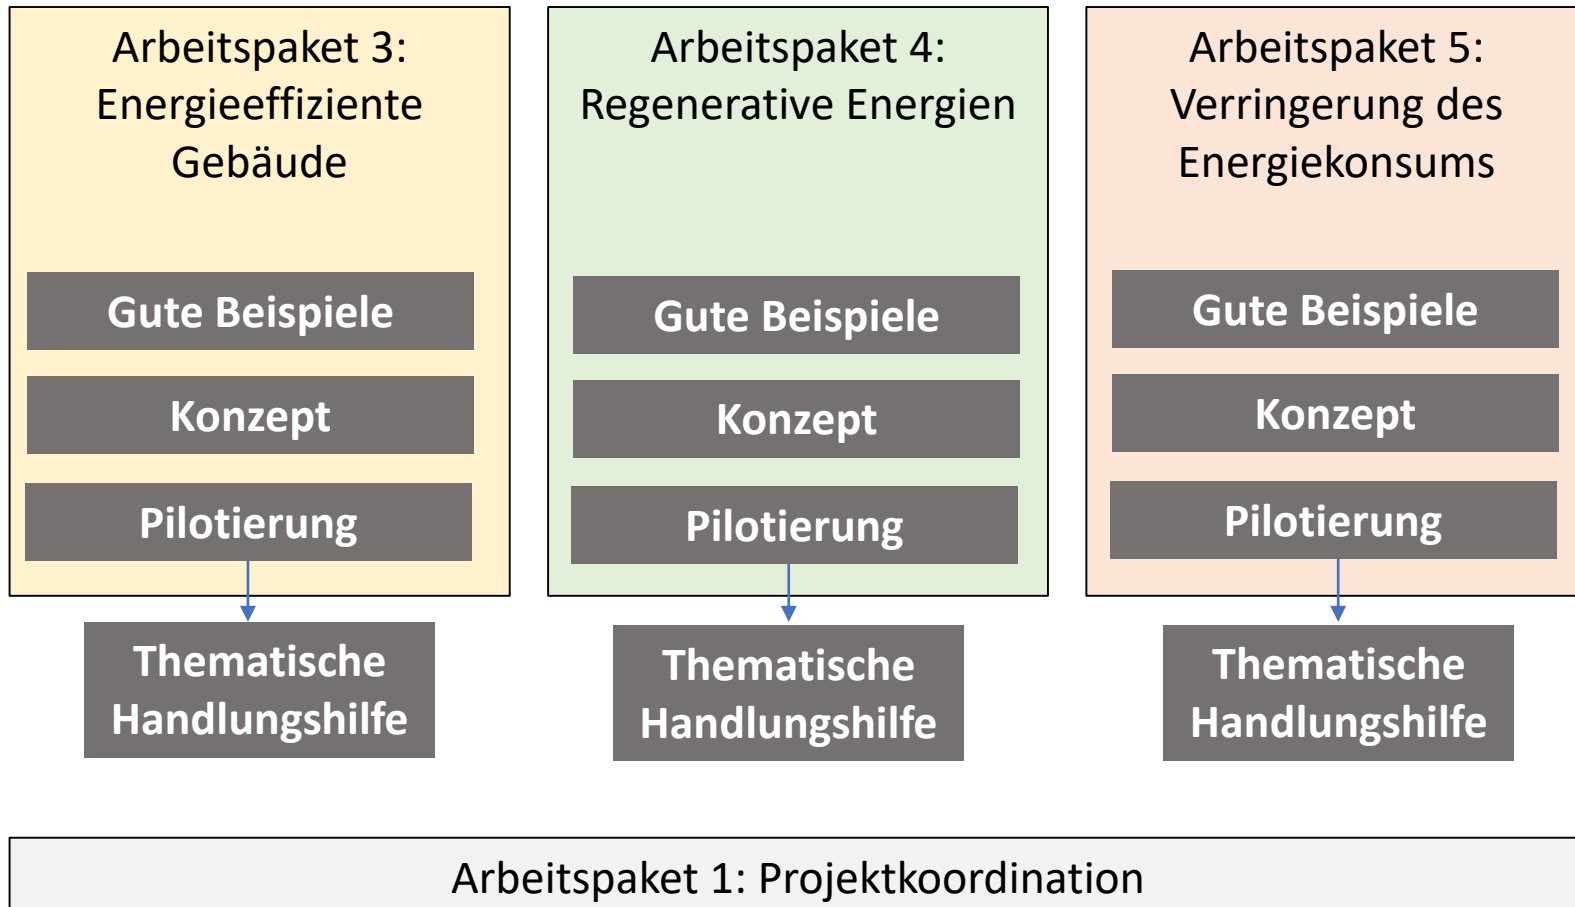 Arbeitspaket 3:
Energieeffiziente
Gebäude
Gute Beispiele
Konzept
Pilotierung
Thematische
Handlungshilfe
Arbeitspaket 4:
Regenerative Energien
Gute Beispiele
Konzept
Pilotierung
Thematische
Handlungshilfe
Arbeitspaket 5:
Verringerung des
Energiekonsums
Gute Beispiele
Konzept
Pilotierung
Thematische
Handlungshilfe
Arbeitspaket 1: Projektkoordination